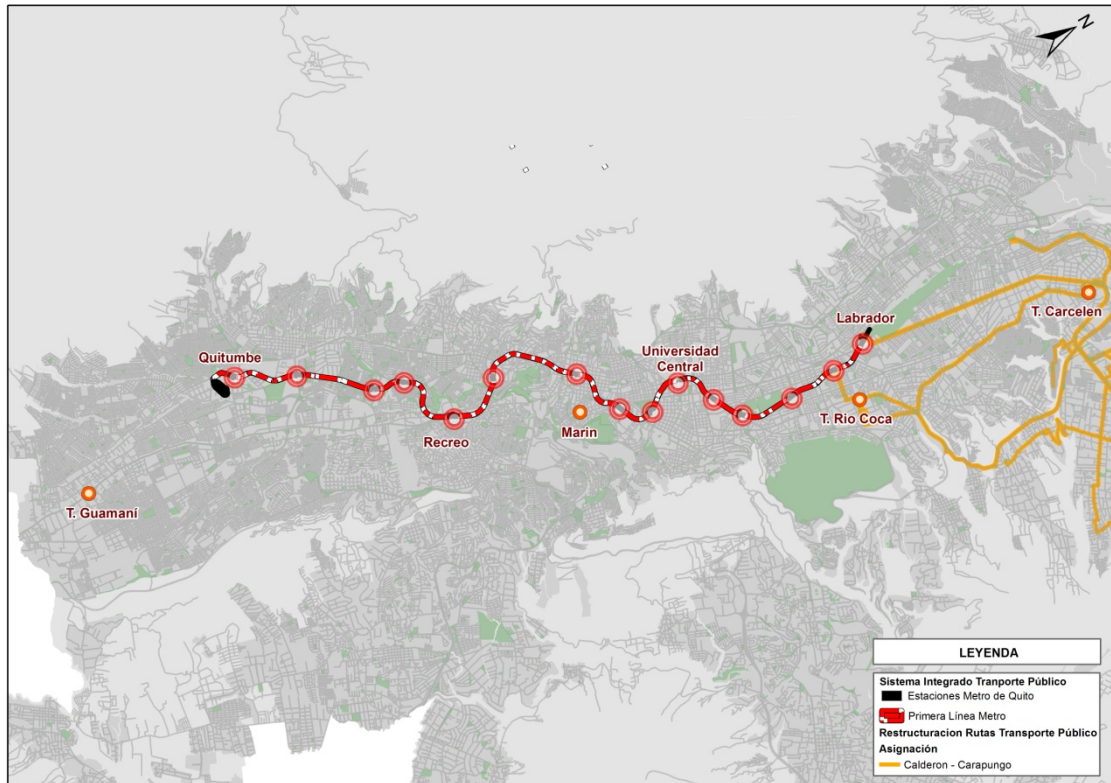 N
Labrador
T. Carcelen
Quitumbe
Universidad
Central
T. Rio Coca
Recreo
Marin
T. Guamaní
LEYENDA
Sistema Integrado Tranporte Público
Estaciones Metro de Quito
Primera Línea Metro
Restructuracion Rutas Transporte Público
Asignación
Calderon - Carapungo